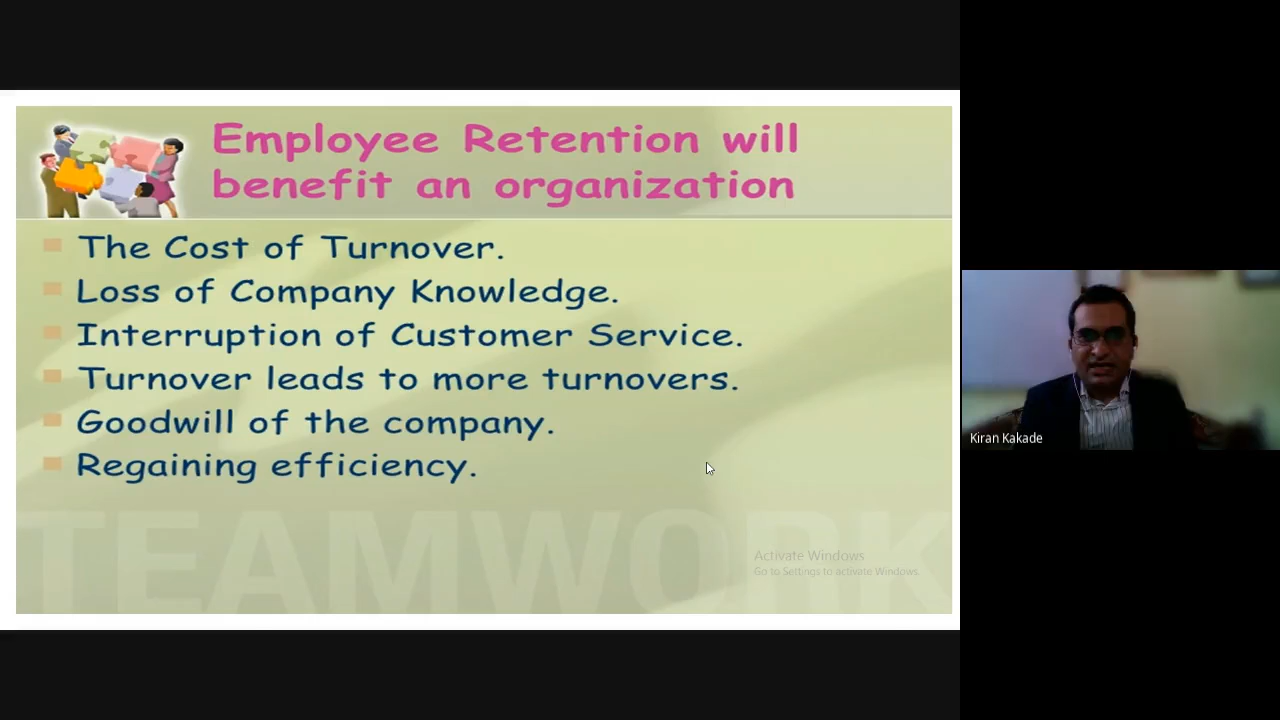 Employee Retention will
benefit an organization
The Cost of Turnover.
Loss of Company Knowledge.
Interruption of Customer Service.
Turnover leads to more turnovers.
Goodwill of the company.
Regaining efficiency.
TEAMWORK
Activate Windows
Go to Settings to activate Windows.
Kiran Kakade